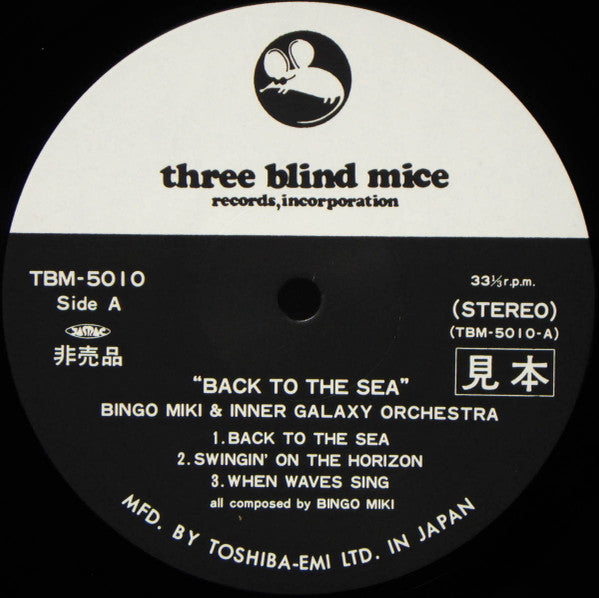 three blind mice
records, incorporation
TBM-5010
Side A
JASRAC
非売品
33⅓r.p.m.
(STEREO)
(TBM-5010-A)
見本
"BACK TO THE SEA"
BINGO MIKI & INNER GALAXY ORCHESTRA
1. BACK TO THE SEA
2. SWINGIN' ON THE HORIZON
3. WHEN WAVES SING
all composed by BINGO MIKI
MFD. BY TOSHIBA-EMI LTD. IN JAPAN